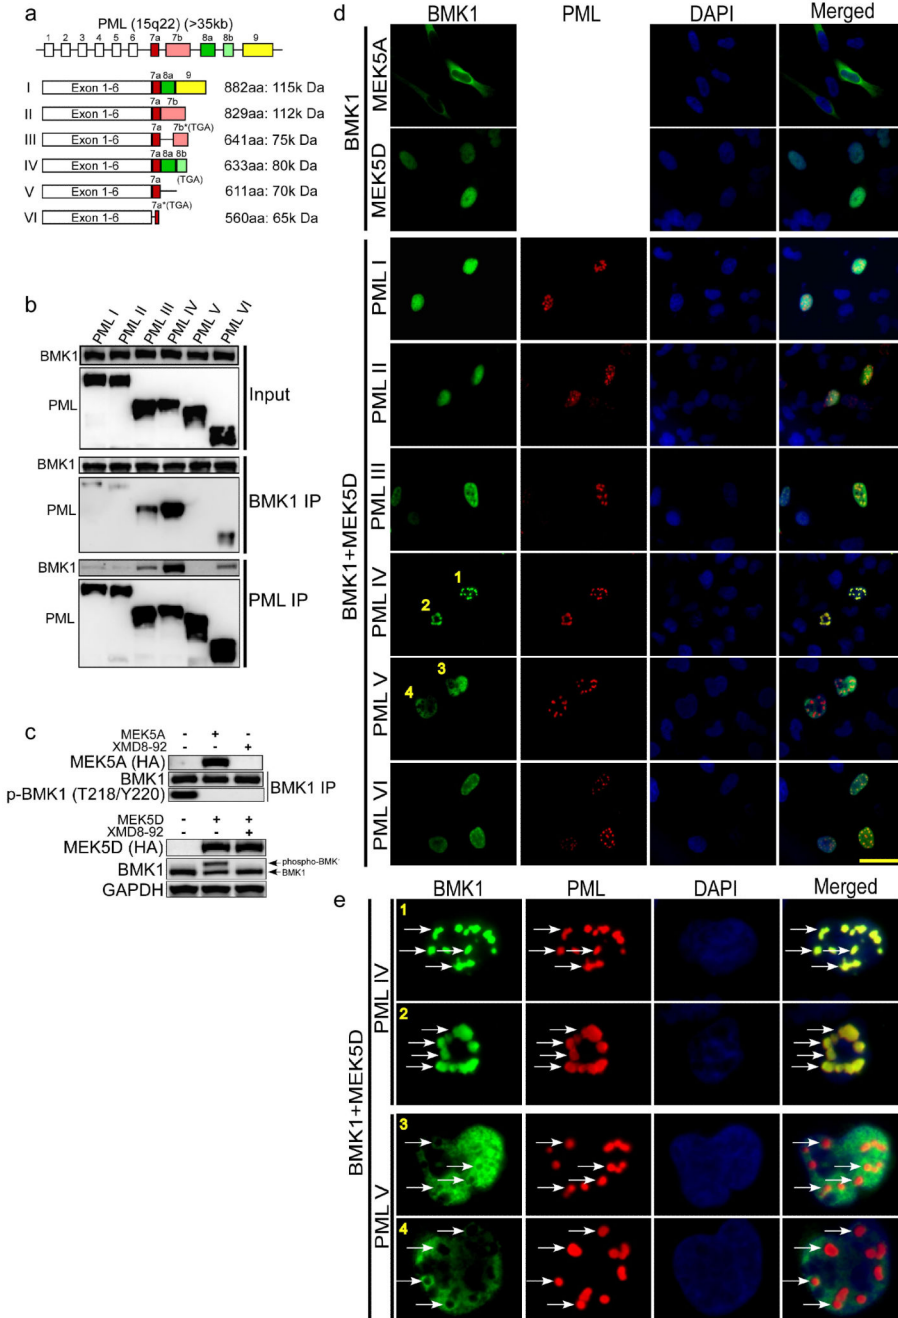 a
PML (15q22) (>35kb)
1 2 3 4 5 6 7a 7b 8a 8b 9
7a 8a 9
I Exon 1-6 882aa: 115k Da
7a 7b
II Exon 1-6 829aa: 112k Da
7a 7b*(TGA)
III Exon 1-6 641aa: 75k Da
7a 8a 8b
IV Exon 1-6 633aa: 80k Da
7a (TGA)
V Exon 1-6 611aa: 70k Da
7a*(TGA)
VI Exon 1-6 560aa: 65k Da
b
PML I PML II PML III PML IV PML V PML VI
BMK1
PML
Input
BMK1
PML
BMK1 IP
BMK1
PML
PML IP
c
MEK5A - + -
XMD8-92 - - +
MEK5A (HA)
BMK1
p-BMK1 (T218/Y220)
BMK1 IP
MEK5D - + +
XMD8-92 - - +
MEK5D (HA)
BMK1
phospho-BMK
BMK1
GAPDH
d
BMK1 PML DAPI Merged
BMK1
MEK5A
MEK5D
BMK1+MEK5D
PML I
PML II
PML III
PML IV
1
2
PML V
3
4
PML VI
e
BMK1 PML DAPI Merged
BMK1+MEK5D
PML IV
1
2
PML V
3
4